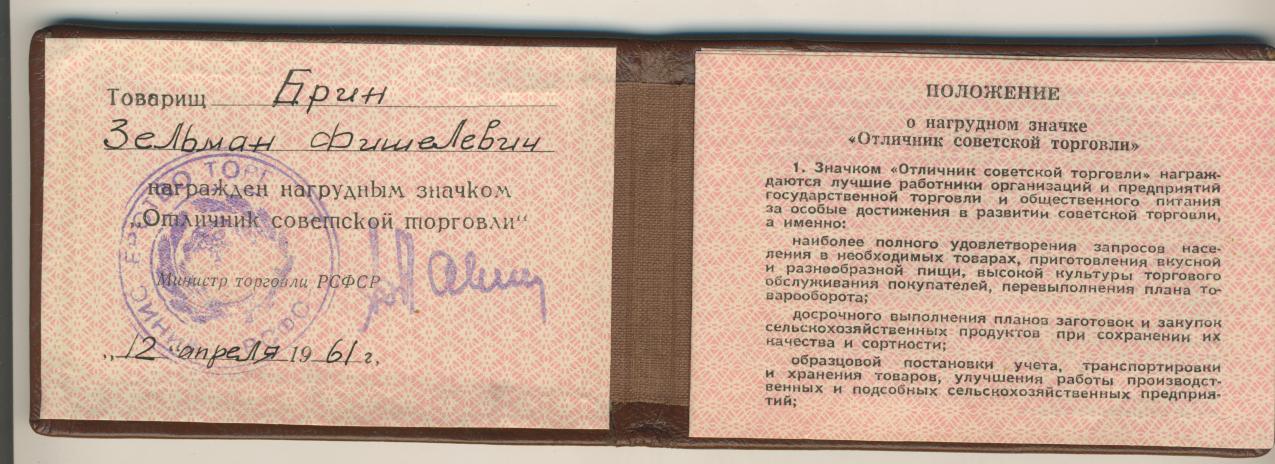 Товарищ Брин
Зельман Фишелевич
награжден нагрудным значком
„Отличник советской торговли“
Министр торговли РСФСР
„12“ апреля 1961 г.
ПОЛОЖЕНИЕ
о нагрудном значке
«Отличник советской торговли»
1. Значком «Отличник советской торговли» награж-
даются лучшие работники организаций и предприятий
государственной торговли и общественного питания
за особые достижения в развитии советской торговли,
а именно:
наиболее полного удовлетворения запросов насе-
ления в необходимых товарах, приготовления вкусной
и разнообразной пищи, высокой культуры торгового
обслуживания покупателей, перевыполнения плана то-
варооборота;
досрочного выполнения планов заготовок и закупок
сельскохозяйственных продуктов при сохранении их
качества и сортности;
образцовой постановки учета, транспортировки
и хранения товаров, улучшения работы производст-
венных и подсобных сельскохозяйственных предприя-
тий;